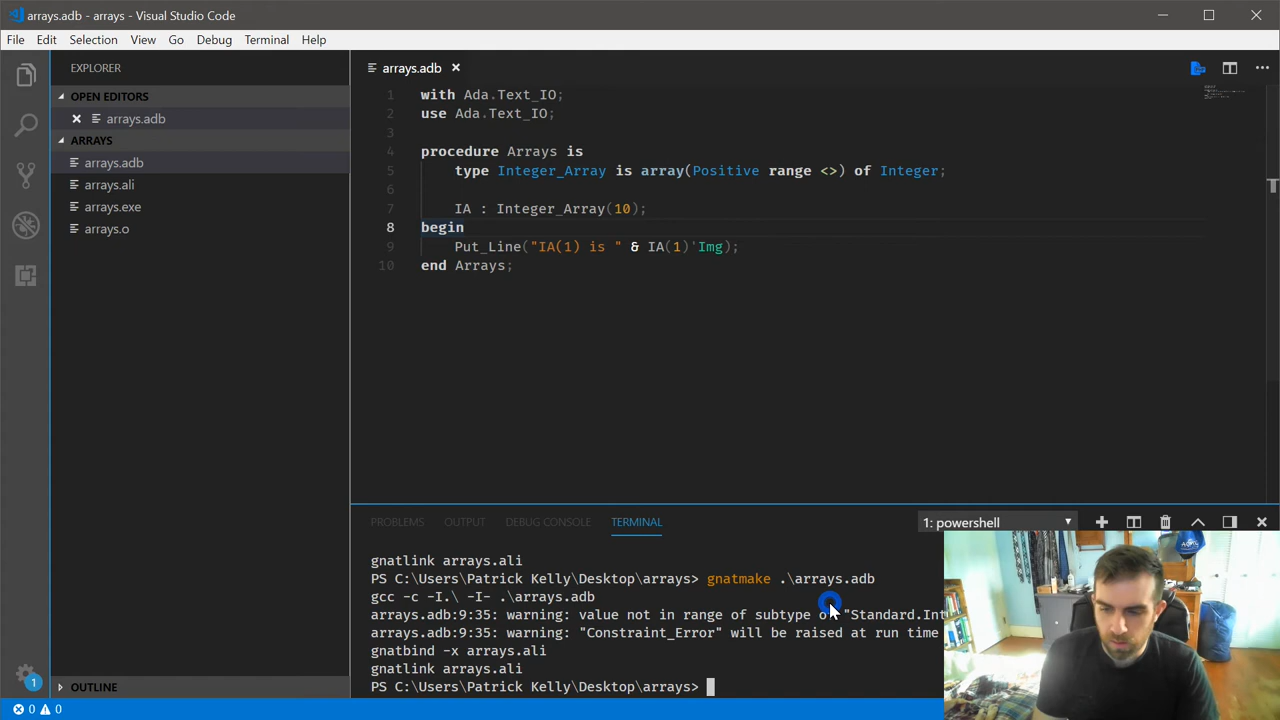 arrays.adb - arrays - Visual Studio Code
File Edit Selection View Go Debug Terminal Help
EXPLORER
OPEN EDITORS
arrays.adb
ARRAYS
arrays.adb
arrays.ali
arrays.exe
arrays.o
OUTLINE
arrays.adb
1 with Ada.Text_IO;
2 use Ada.Text_IO;
3
4 procedure Arrays is
5 type Integer_Array is array(Positive range <>) of Integer;
6
7 IA : Integer_Array(10);
8 begin
9 Put_Line("IA(1) is " & IA(1)'Img);
10 end Arrays;
PROBLEMS OUTPUT DEBUG CONSOLE TERMINAL
1: powershell
gnatlink arrays.ali
PS C:\Users\Patrick Kelly\Desktop\arrays> gnatmake .\arrays.adb
gcc -c -I.\ -I- .\arrays.adb
arrays.adb:9:35: warning: value not in range of subtype of "Standard.Int
arrays.adb:9:35: warning: "Constraint_Error" will be raised at run time
gnatbind -x arrays.ali
gnatlink arrays.ali
PS C:\Users\Patrick Kelly\Desktop\arrays>
1
0 0